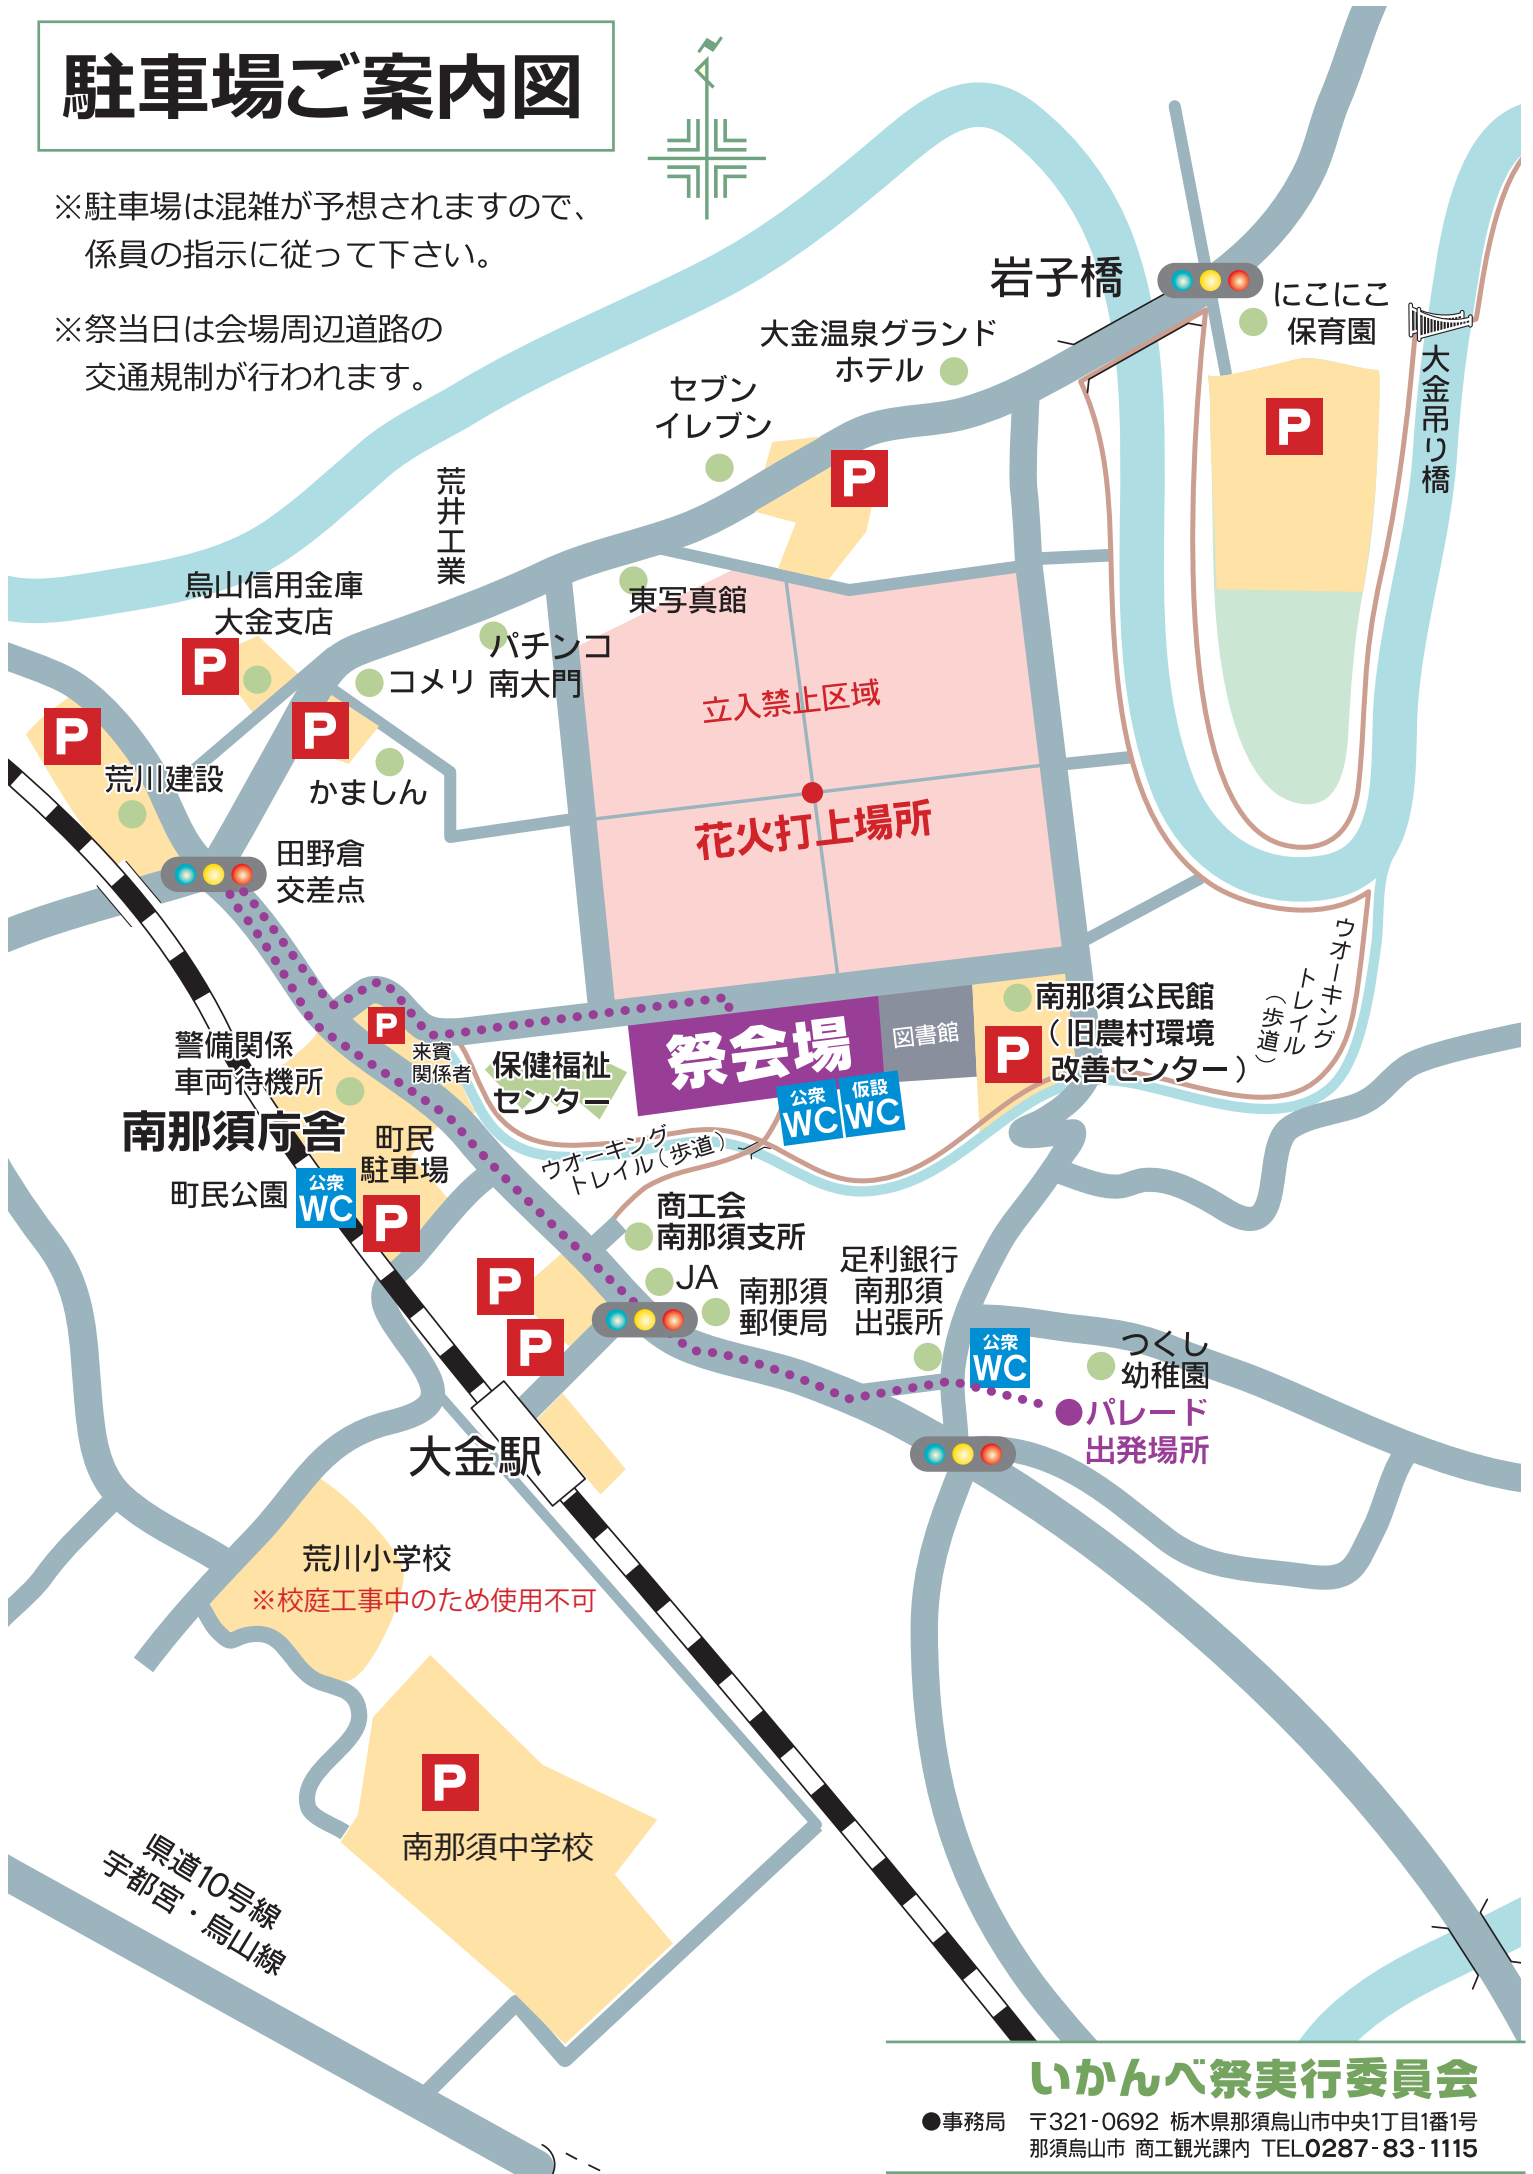 駐車場ご案内図
※駐車場は混雑が予想されますので、
係員の指示に従って下さい。
※祭当日は会場周辺道路の
交通規制が行われます。
岩子橋
にこにこ
保育園
大金吊り橋
大金温泉グランド
ホテル
セブン
イレブン
P
P
荒井工業
烏山信用金庫
大金支店
東写真館
パチンコ
南大門
コメリ
P
P
P
立入禁止区域
荒川建設
かましん
花火打上場所
田野倉
交差点
ウオーキング
トレイル
（歩道）
南那須公民館
（旧農村環境
改善センター）
P
祭会場
図書館
P
来賓
関係者
警備関係
車両待機所
保健福祉
センター
公衆
WC
仮設
WC
南那須庁舎
町民
駐車場
ウオーキング
トレイル（歩道）
町民公園
公衆
WC
P
商工会
南那須支所
JA
南那須
郵便局
足利銀行
南那須
出張所
P
P
公衆
WC
つくし
幼稚園
●パレード
出発場所
大金駅
荒川小学校
※校庭工事中のため使用不可
P
南那須中学校
県道10号線
宇都宮・烏山線
いかんべ祭実行委員会
●事務局 〒321-0692 栃木県那須烏山市中央1丁目1番1号
那須烏山市 商工観光課内 TEL0287-83-1115